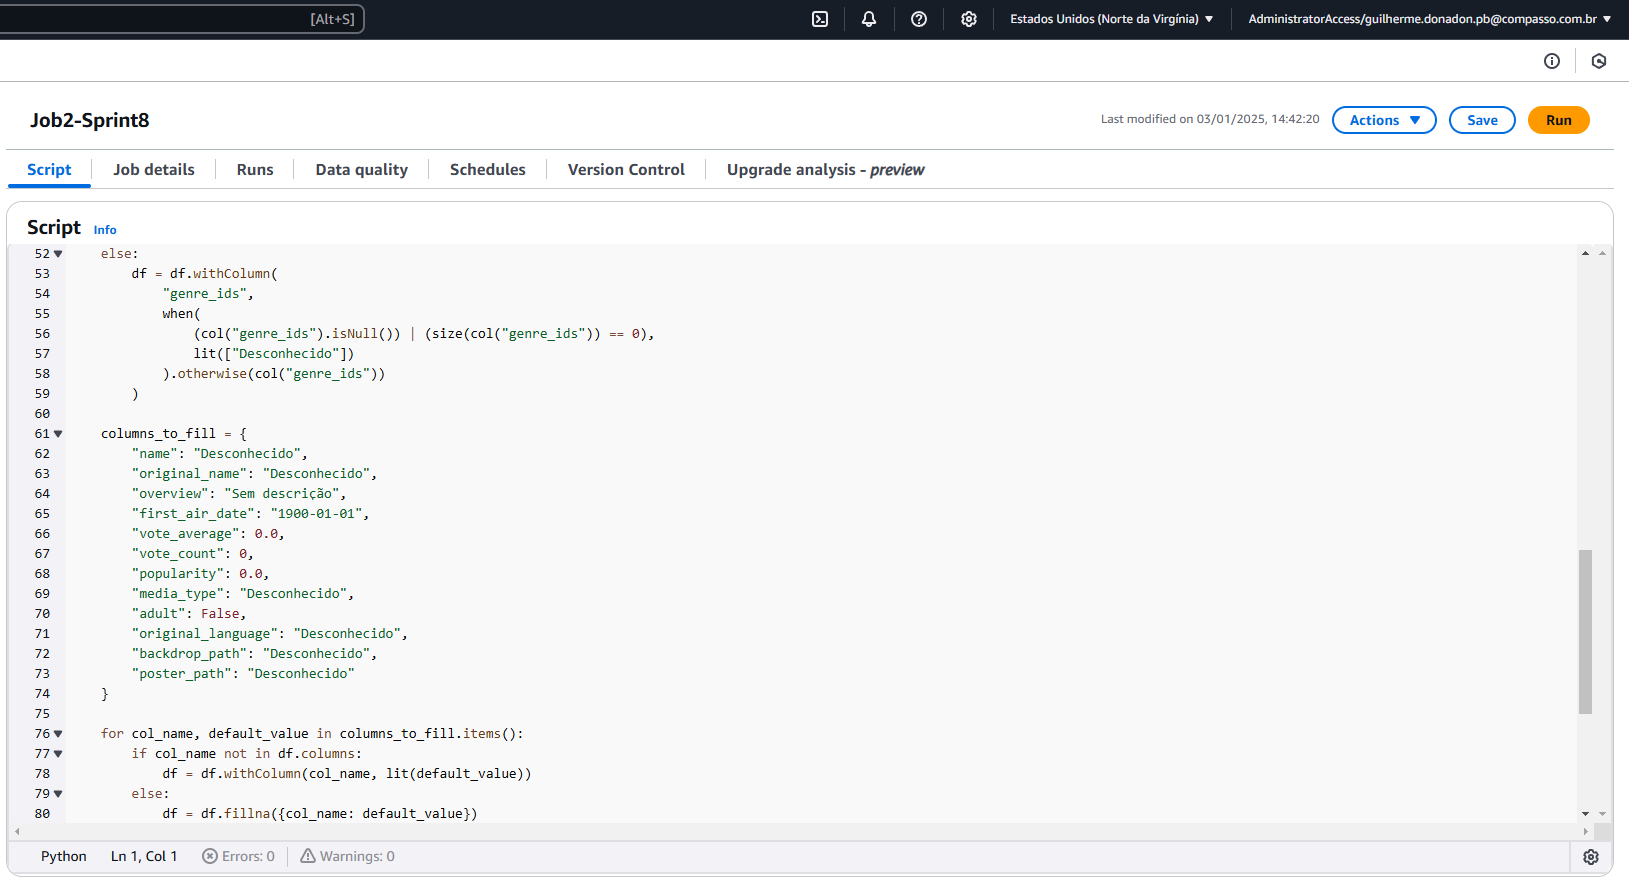 [Alt+S]
Estados Unidos (Norte da Virgínia)
AdministratorAccess/guilherme.donadon.pb@compasso.com.br
Job2-Sprint8
Last modified on 03/01/2025, 14:42:20
Actions
Save
Run
Script
Job details
Runs
Data quality
Schedules
Version Control
Upgrade analysis - preview
Script Info
52 else:
53 df = df.withColumn(
54 "genre_ids",
55 when(
56 (col("genre_ids").isNull()) | (size(col("genre_ids")) == 0),
57 lit(["Desconhecido"])
58 ).otherwise(col("genre_ids"))
59 )
60
61 columns_to_fill = {
62 "name": "Desconhecido",
63 "original_name": "Desconhecido",
64 "overview": "Sem descrição",
65 "first_air_date": "1900-01-01",
66 "vote_average": 0.0,
67 "vote_count": 0,
68 "popularity": 0.0,
69 "media_type": "Desconhecido",
70 "adult": False,
71 "original_language": "Desconhecido",
72 "backdrop_path": "Desconhecido",
73 "poster_path": "Desconhecido"
74 }
75
76 for col_name, default_value in columns_to_fill.items():
77 if col_name not in df.columns:
78 df = df.withColumn(col_name, lit(default_value))
79 else:
80 df = df.fillna({col_name: default_value})
Python Ln 1, Col 1 Errors: 0 Warnings: 0